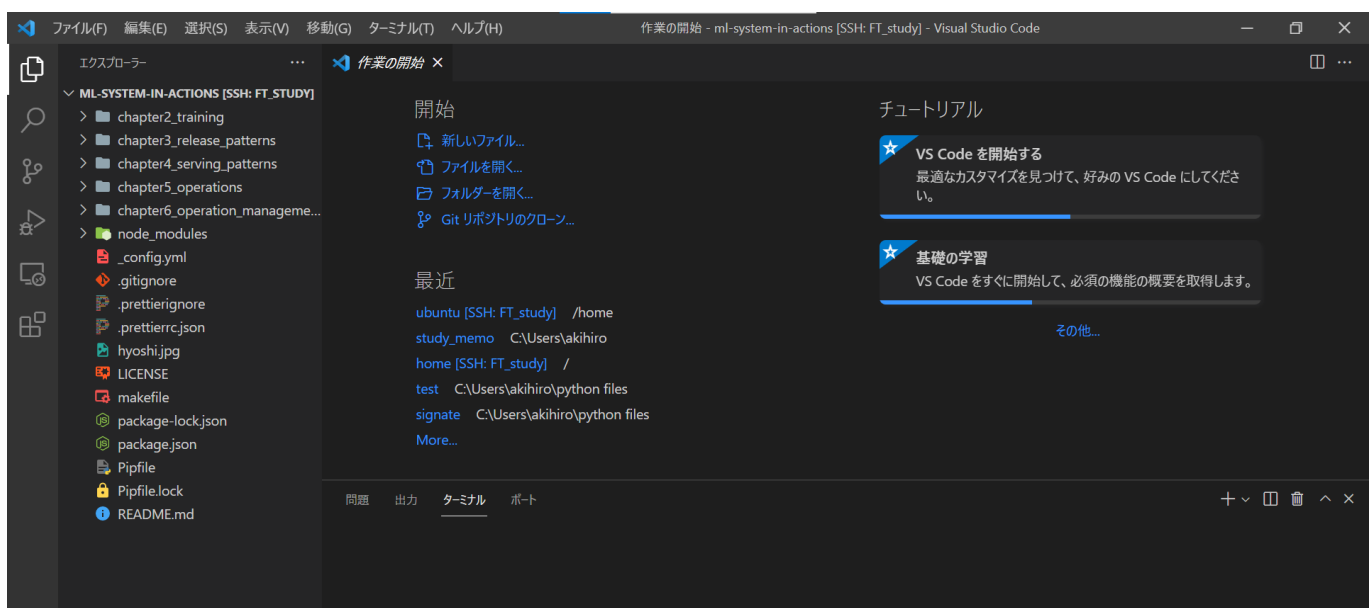 ファイル(F) 編集(E) 選択(S) 表示(V) 移動(G) ターミナル(T) ヘルプ(H) 作業の開始 - ml-system-in-actions [SSH: FT_study] - Visual Studio Code
エクスプローラー
ML-SYSTEM-IN-ACTIONS [SSH: FT_STUDY]
chapter2_training
chapter3_release_patterns
chapter4_serving_patterns
chapter5_operations
chapter6_operation_manageme...
node_modules
_config.yml
.gitignore
.prettierignore
.prettierrc.json
hyoshi.jpg
LICENSE
makefile
package-lock.json
package.json
Pipfile
Pipfile.lock
README.md
作業の開始
開始
新しいファイル...
ファイルを開く...
フォルダーを開く...
Git リポジトリのクローン...
最近
ubuntu [SSH: FT_study] /home
study_memo C:\Users\akihiro
home [SSH: FT_study] /
test C:\Users\akihiro\python files
signate C:\Users\akihiro\python files
More...
チュートリアル
VS Code を開始する
最適なカスタマイズを見つけて、好みの VS Code にしてくださ
い。
基礎の学習
VS Code をすぐに開始して、必須の機能の概要を取得します。
その他...
問題 出力 ターミナル ポート